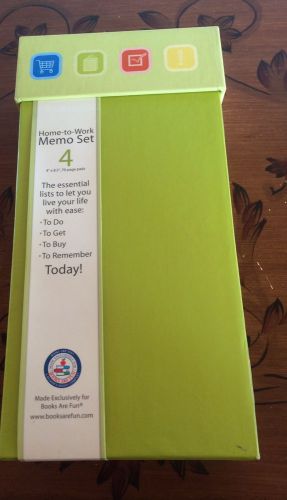 Home-to-Work
Memo Set
4
The essential
lists to let you
live your life
with ease:
· To Do
· To Get
· To Buy
· To Remember
Today!
Made Exclusively for
Books Are Fun®
www.booksarefun.com